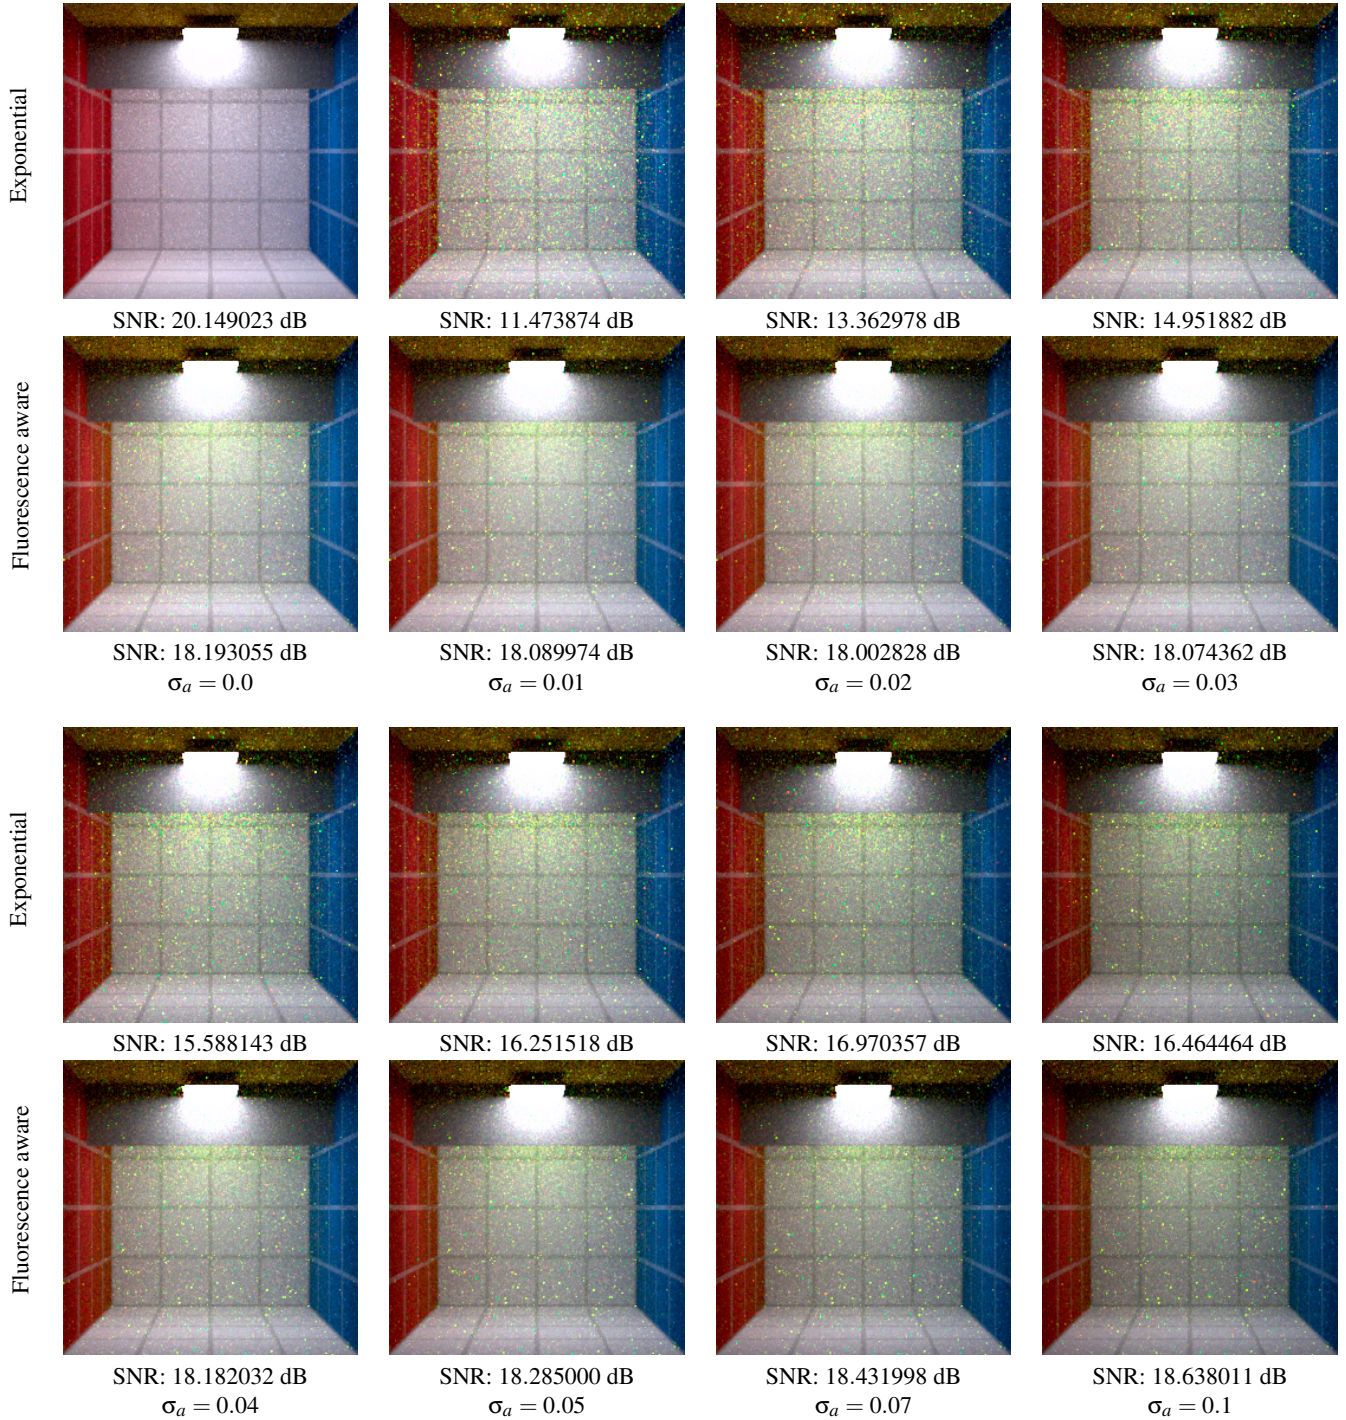 Exponential
SNR: 20.149023 dB
SNR: 11.473874 dB
SNR: 13.362978 dB
SNR: 14.951882 dB
Fluorescence aware
SNR: 18.193055 dB
SNR: 18.089974 dB
SNR: 18.002828 dB
SNR: 18.074362 dB
σa = 0.0
σa = 0.01
σa = 0.02
σa = 0.03
Exponential
SNR: 15.588143 dB
SNR: 16.251518 dB
SNR: 16.970357 dB
SNR: 16.464464 dB
Fluorescence aware
SNR: 18.182032 dB
SNR: 18.285000 dB
SNR: 18.431998 dB
SNR: 18.638011 dB
σa = 0.04
σa = 0.05
σa = 0.07
σa = 0.1